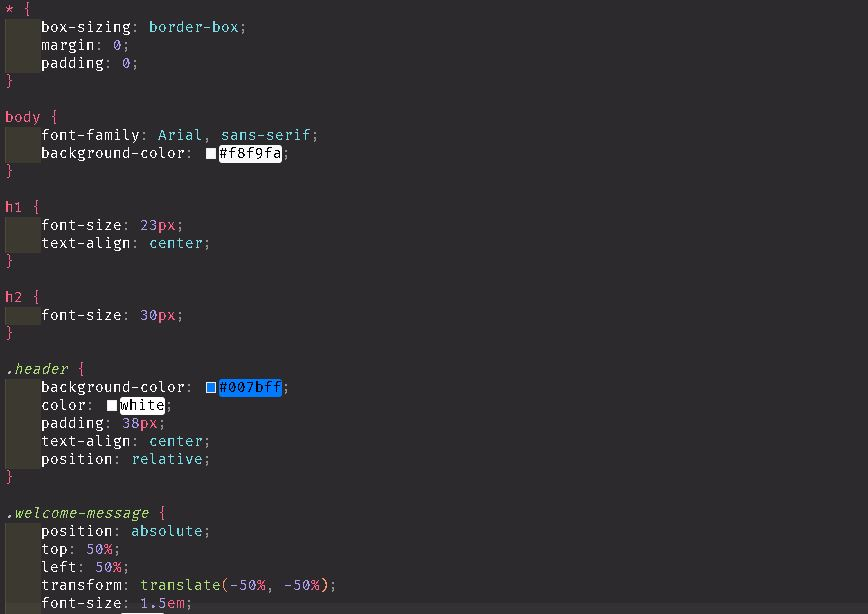 * {
    box-sizing: border-box;
    margin: 0;
    padding: 0;
}

body {
    font-family: Arial, sans-serif;
    background-color: #f8f9fa;
}

h1 {
    font-size: 23px;
    text-align: center;
}

h2 {
    font-size: 30px;
}

.header {
    background-color: #007bff;
    color: white;
    padding: 38px;
    text-align: center;
    position: relative;
}

.welcome-message {
    position: absolute;
    top: 50%;
    left: 50%;
    transform: translate(-50%, -50%);
    font-size: 1.5em;